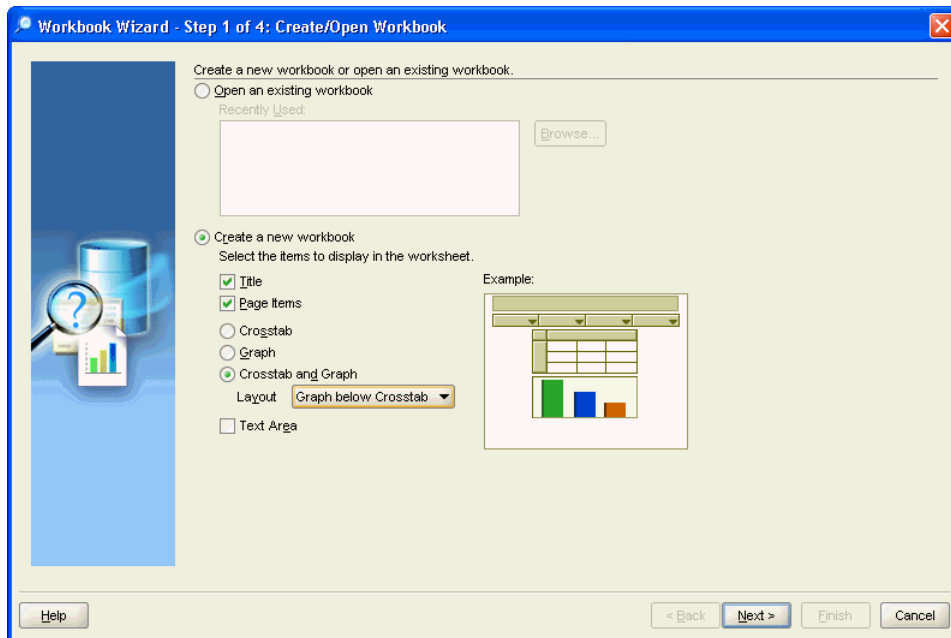 Workbook Wizard - Step 1 of 4: Create/Open Workbook
Create a new workbook or open an existing workbook.
Open an existing workbook
Recently Used:
Browse...
Create a new workbook
Select the items to display in the worksheet.
Title
Example:
Page Items
Crosstab
Graph
Crosstab and Graph
Layout Graph below Crosstab
Text Area
Help
< Back
Next >
Finish
Cancel